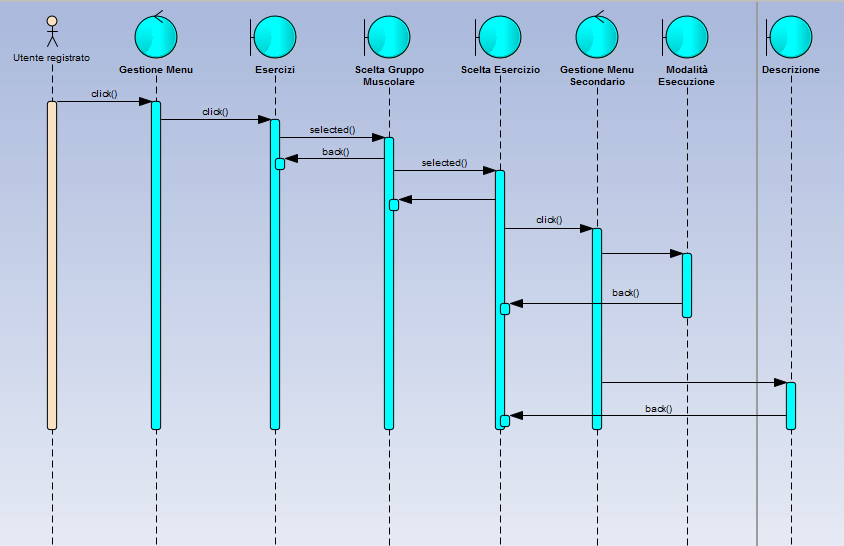 Utente registrato
Gestione Menu
Esercizi
Scelta Gruppo
Muscolare
Scelta Esercizio
Gestione Menu
Secondario
Modalità
Esecuzione
Descrizione
click()
click()
selected()
back()
selected()
click()
back()
back()